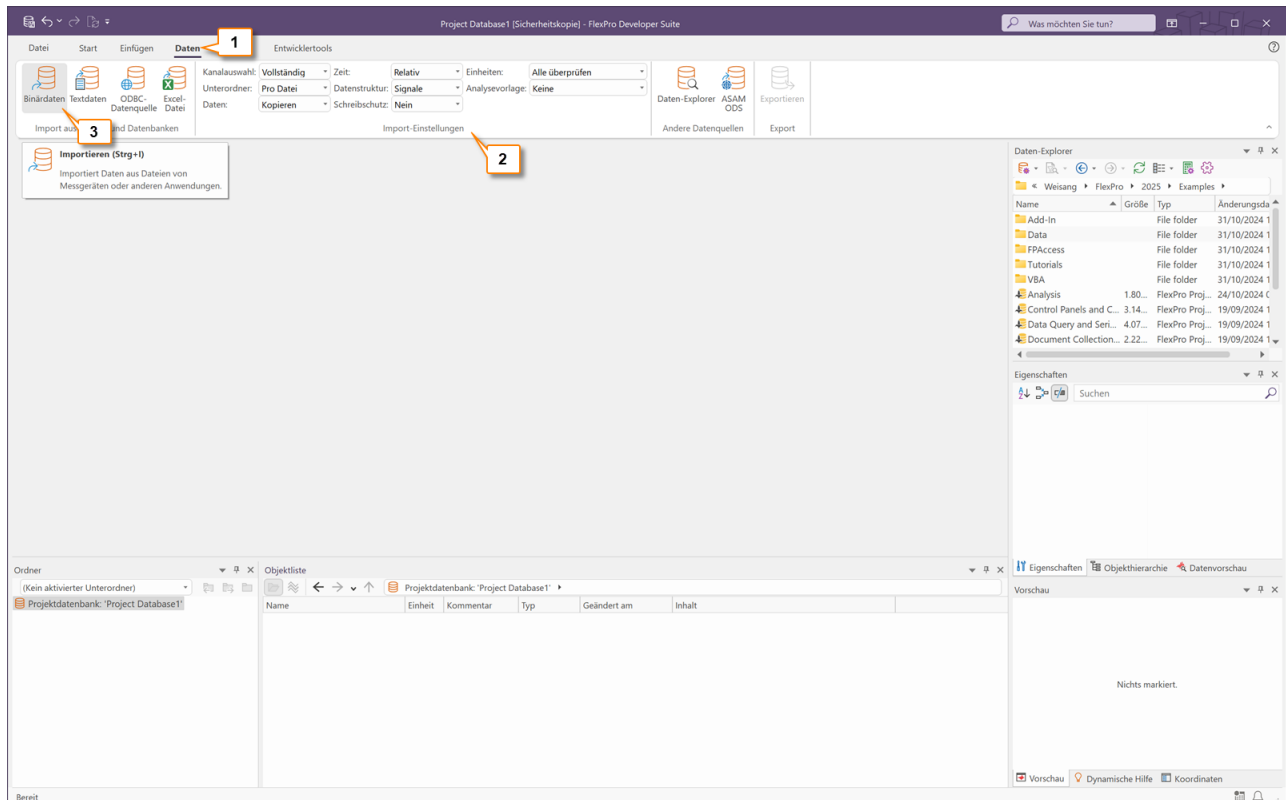 Project Database1 [Sicherheitskopie] - FlexPro Developer Suite
Was möchten Sie tun?
Datei Start Einfügen Daten 1 Entwicklertools
Binärdaten Textdaten ODBC-Datenquelle Excel-Datei
Kanalauswahl: Vollständig Zeit: Relativ Einheiten: Alle überprüfen
Unterordner: Pro Datei Datenstruktur: Signale Analysevorlage: Keine
Daten: Kopieren Schreibschutz: Nein
Daten-Explorer ASAM ODS Exportieren
Import aus 3 und Datenbanken Import-Einstellungen Andere Datenquellen Export
2
Importieren (Strg+I)
Importiert Daten aus Dateien von
Messgeräten oder anderen Anwendungen.
Daten-Explorer
« Weisang FlexPro 2025 Examples
Name Größe Typ Änderungsda
Add-In File folder 31/10/2024 1
Data File folder 31/10/2024 1
FPAccess File folder 31/10/2024 1
Tutorials File folder 31/10/2024 1
VBA File folder 31/10/2024 1
Analysis 1.80... FlexPro Proj... 24/10/2024
Control Panels and C... 3.14... FlexPro Proj... 19/09/2024 1
Data Query and Seri... 4.07... FlexPro Proj... 19/09/2024 1
Document Collection... 2.22... FlexPro Proj... 19/09/2024 1
Eigenschaften
Suchen
Eigenschaften Objekthierarchie Datenvorschau
Ordner
(Kein aktivierter Unterordner)
Projektdatenbank: 'Project Database1'
Objektliste
Projektdatenbank: 'Project Database1'
Name Einheit Kommentar Typ Geändert am Inhalt
Vorschau
Nichts markiert.
Vorschau Dynamische Hilfe Koordinaten
Bereit